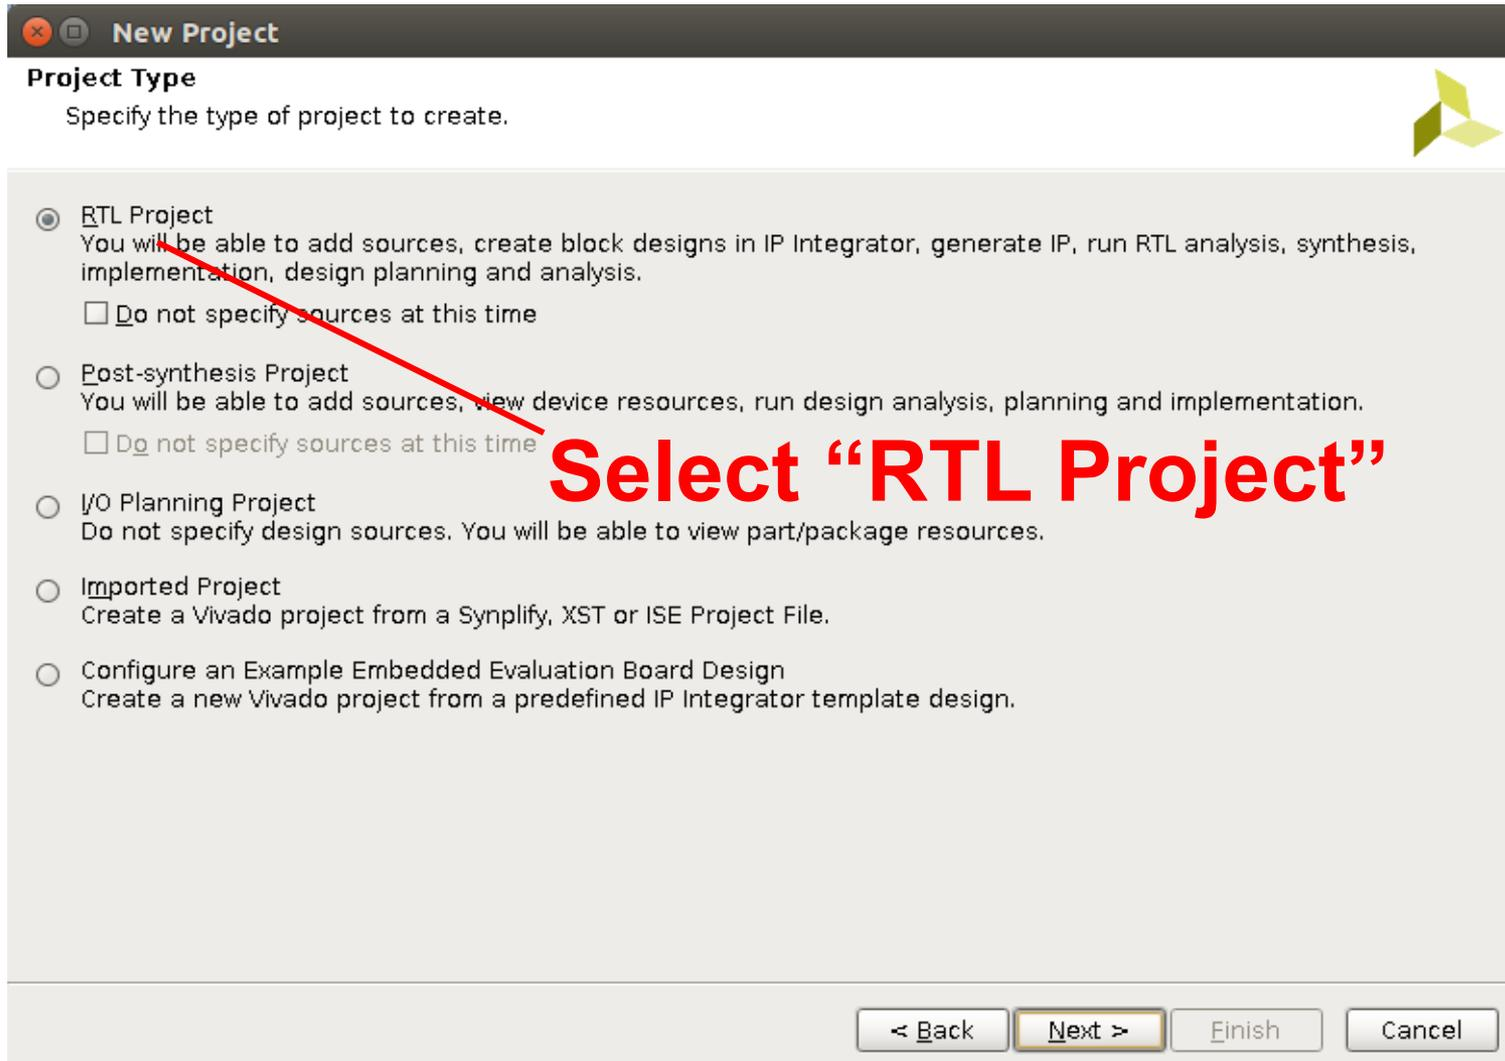 New Project
Project Type
Specify the type of project to create.
RTL Project
You will be able to add sources, create block designs in IP Integrator, generate IP, run RTL analysis, synthesis,
implementation, design planning and analysis.
Do not specify sources at this time
Post-synthesis Project
You will be able to add sources, view device resources, run design analysis, planning and implementation.
Do not specify sources at this time
Select “RTL Project”
I/O Planning Project
Do not specify design sources. You will be able to view part/package resources.
Imported Project
Create a Vivado project from a Synplify, XST or ISE Project File.
Configure an Example Embedded Evaluation Board Design
Create a new Vivado project from a predefined IP Integrator template design.
< Back
Next >
Finish
Cancel